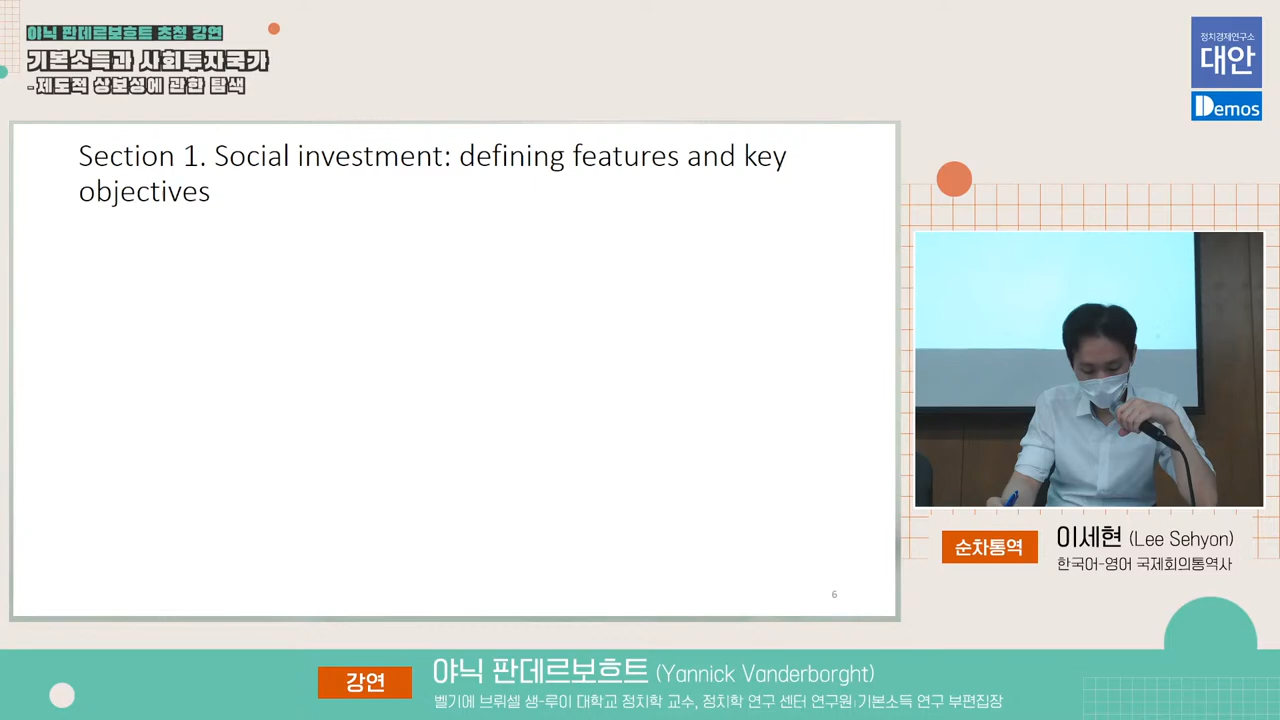 야닉 판데르보흐트 초청 강연
기본소득과 사회투자국가
-제도적 상보성에 관한 탐색
정치경제연구소
대안
Demos
Section 1. Social investment: defining features and key
objectives
6
순차통역
이세현 (Lee Sehyon)
한국어-영어 국제회의통역사
강연
야닉 판데르보흐트 (Yannick Vanderborght)
벨기에 브뤼셀 생-루이 대학교 정치학 교수, 정치학 연구 센터 연구원, 기본소득 연구 부편집장